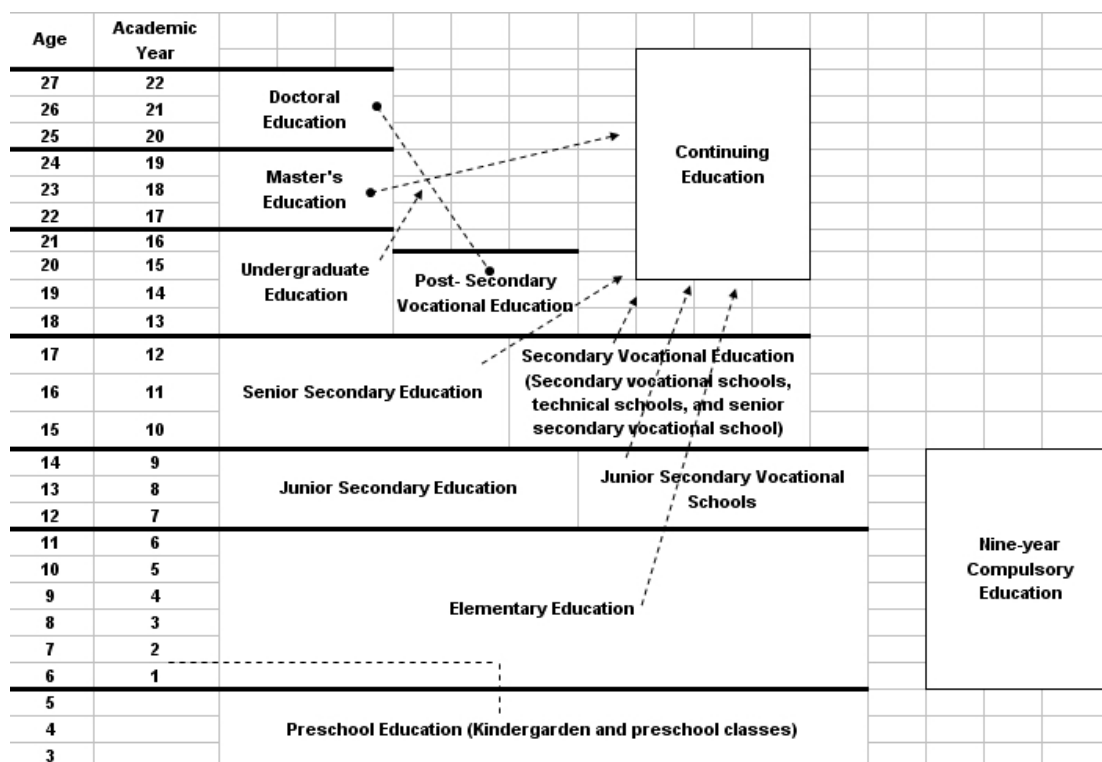 Age
Academic
Year
27 22
26 21
25 20
24 19
23 18
22 17
21 16
20 15
19 14
18 13
17 12
16 11
15 10
14 9
13 8
12 7
11 6
10 5
9 4
8 3
7 2
6 1
5
4
3
Doctoral
Education
Master's
Education
Undergraduate
Education
Post- Secondary
Vocational Education
Continuing
Education
Senior Secondary Education
Secondary Vocational Education
(Secondary vocational schools,
technical schools, and senior
secondary vocational school)
Junior Secondary Education
Junior Secondary Vocational
Schools
Elementary Education
Nine-year
Compulsory
Education
Preschool Education (Kindergarden and preschool classes)